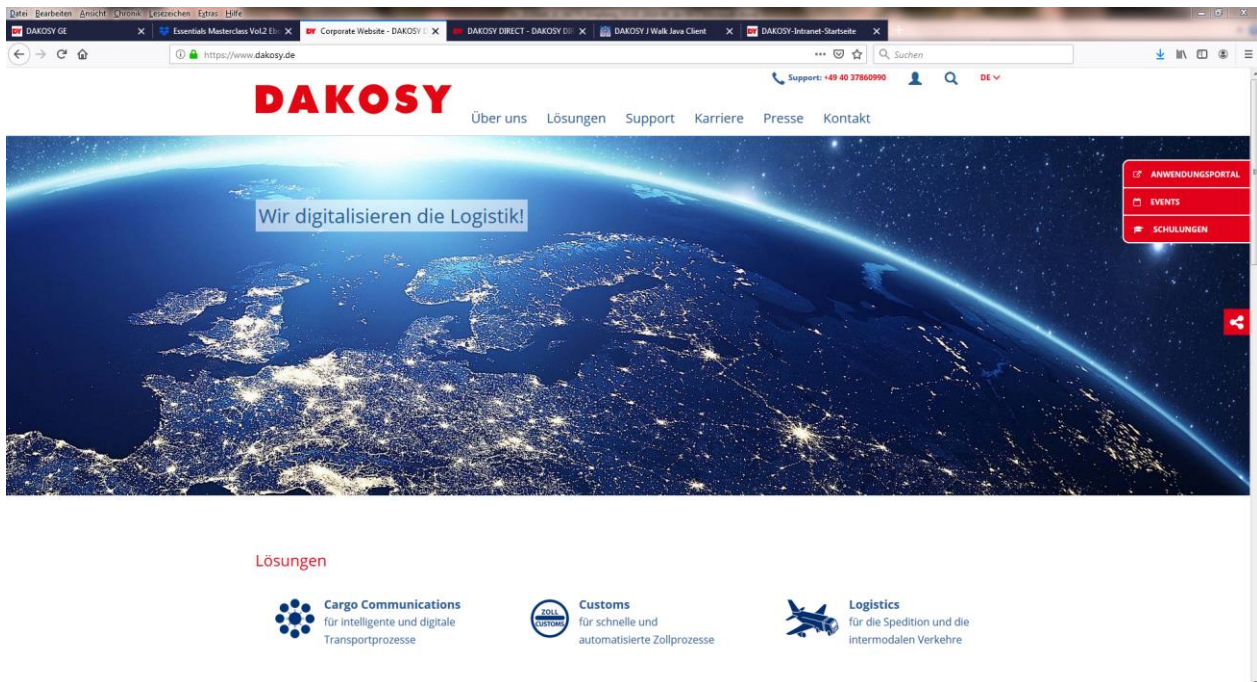 Datei Bearbeiten Ansicht Chronik Lesezeichen Extras Hilfe
DAKOSY GE
Essentials Masterclass Vol.2
Corporate Website - DAKOSY
DAKOSY DIRECT - DAKOSY
DAKOSY J Walk Java Client
DAKOSY-Intranet-Startseite
https://www.dakosy.de
Suchen
Support: +49 40 37860990
DE
DAKOSY
Über uns Lösungen Support Karriere Presse Kontakt
ANWENDUNGSPORTAL
EVENTS
SCHULUNGEN
Wir digitalisieren die Logistik!
Lösungen
Cargo Communications
für intelligente und digitale
Transportprozesse
ZOLL
CUSTOMS
Customs
für schnelle und
automatisierte Zollprozesse
Logistics
für die Spedition und die
intermodalen Verkehre